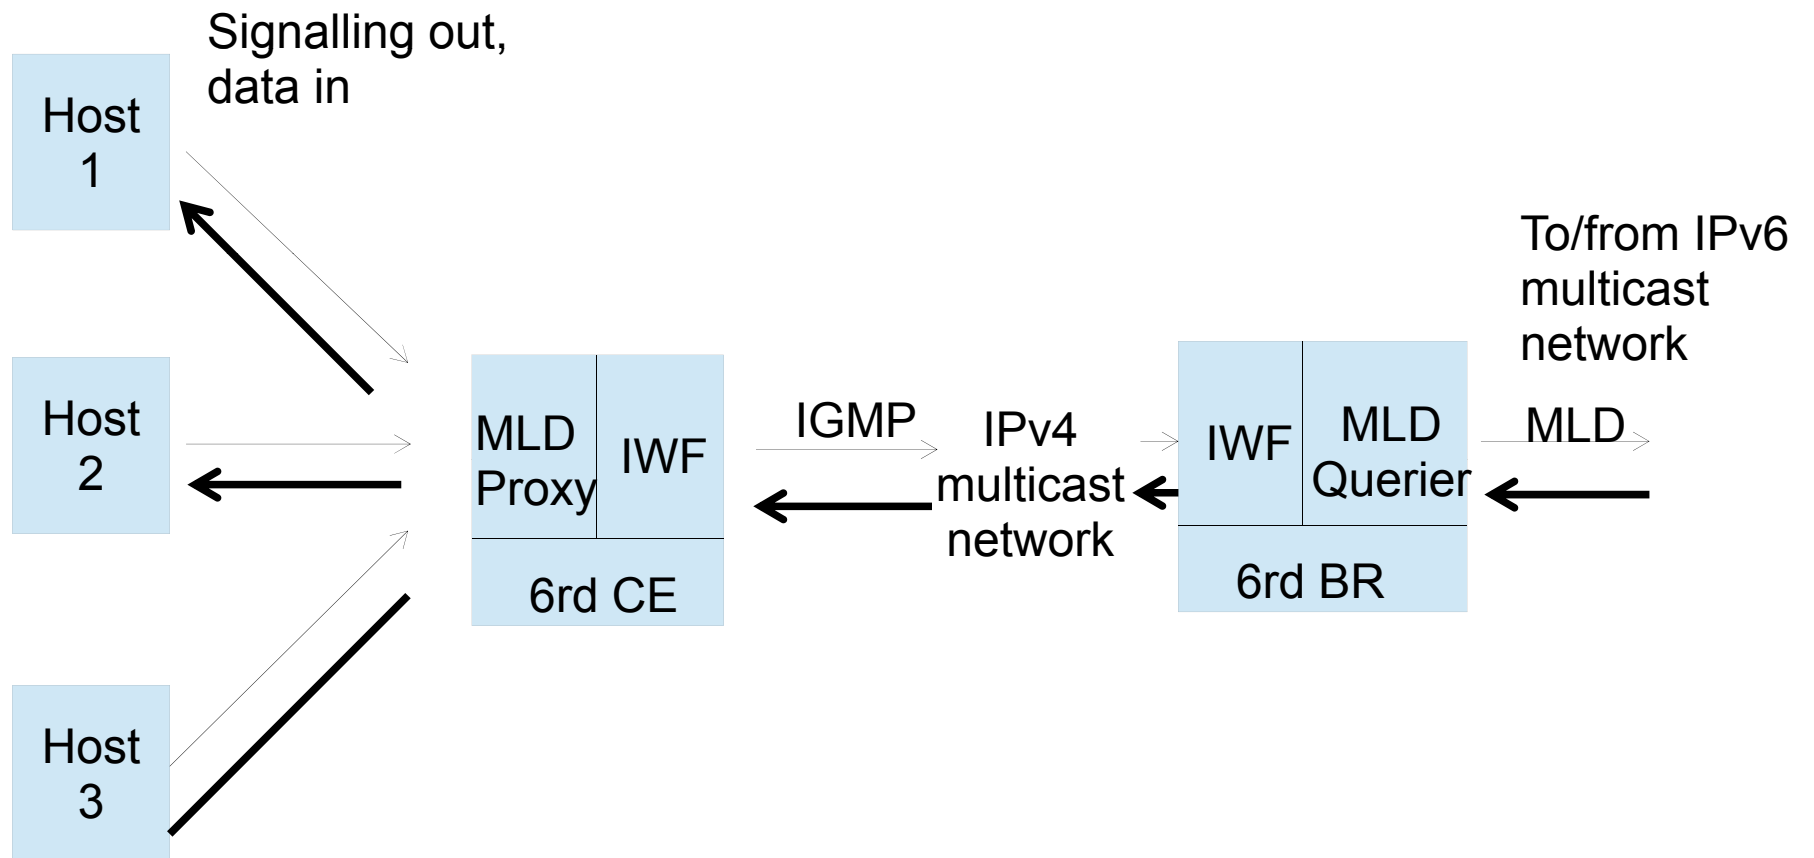 Signalling out,
data in
Host
1
Host
2
Host
3
MLD
Proxy
IWF
6rd CE
IGMP
IPv4
multicast
network
IWF
MLD
Querier
6rd BR
To/from IPv6
multicast
network
MLD